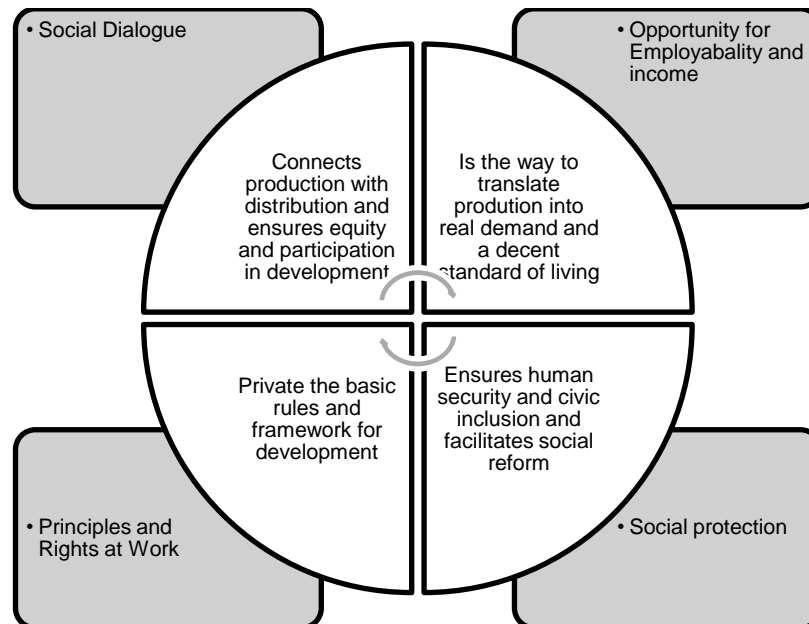 • Social Dialogue
• Opportunity for
Employabality and
income
Connects
production with
distribution and
ensures equity
and participation
in development
Is the way to
translate
prodution into
real demand and
a decent
standard of living
Private the basic
rules and
framework for
development
Ensures human
security and civic
inclusion and
facilitates social
reform
• Principles and
Rights at Work
• Social protection